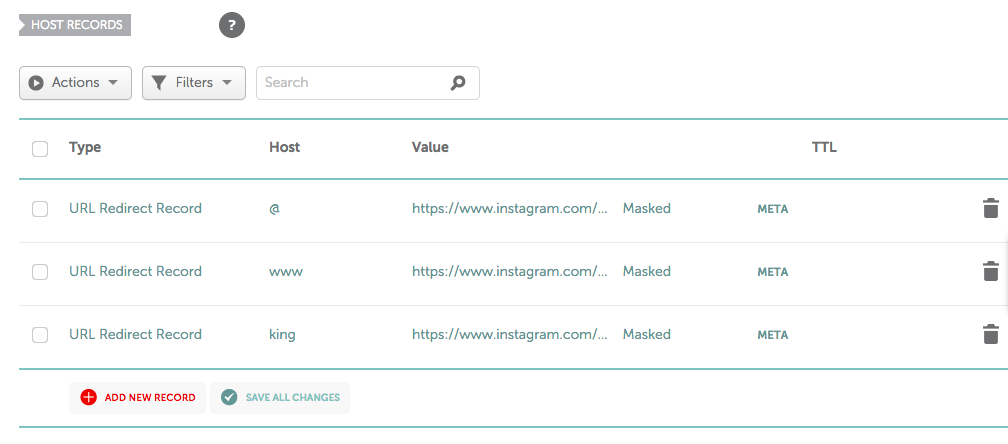 HOST RECORDS ?
Actions Filters Search
Type Host Value TTL
URL Redirect Record @ https://www.instagram.com/... Masked META
URL Redirect Record www https://www.instagram.com/... Masked META
URL Redirect Record king https://www.instagram.com/... Masked META
ADD NEW RECORD SAVE ALL CHANGES